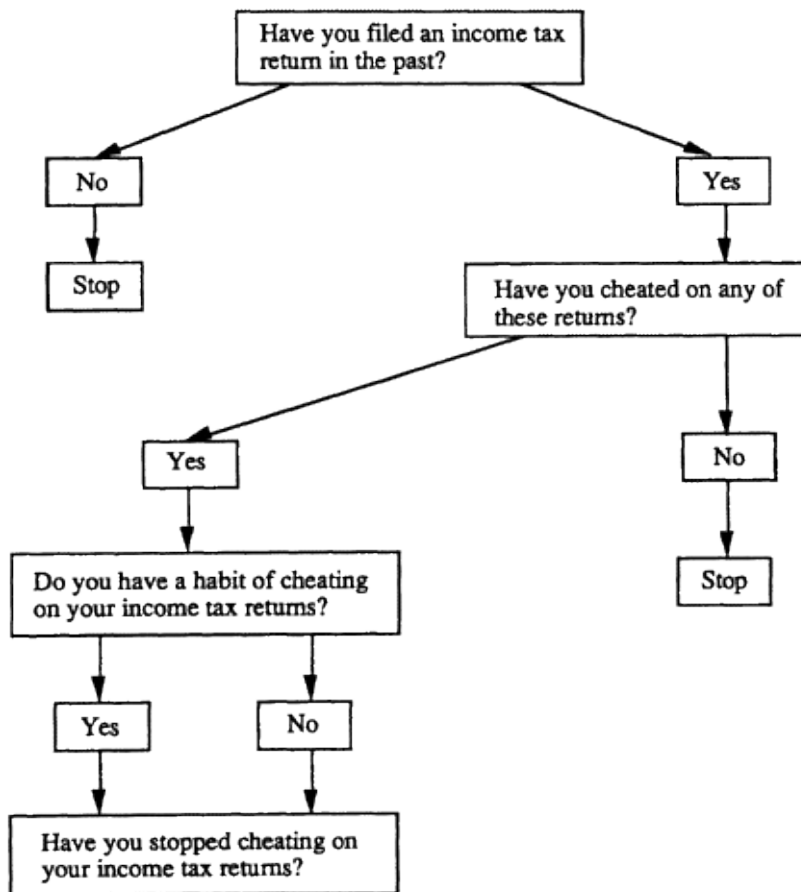 Have you filed an income tax
return in the past?
No
Yes
Stop
Have you cheated on any of
these returns?
Yes
No
Do you have a habit of cheating
on your income tax returns?
Stop
Yes
No
Have you stopped cheating on
your income tax returns?